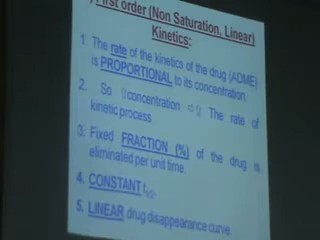 First order (Non Saturation, Linear)
Kinetics:
1. The rate of the kinetics of the drug (ADME)
is PROPORTIONAL to its concentration.
2. So ⇧concentration ⇨⇧ The rate of
kinetic process
3. Fixed FRACTION (%) of the drug is
eliminated per unit time.
4. CONSTANT t
5. LINEAR drug disappearance curve.